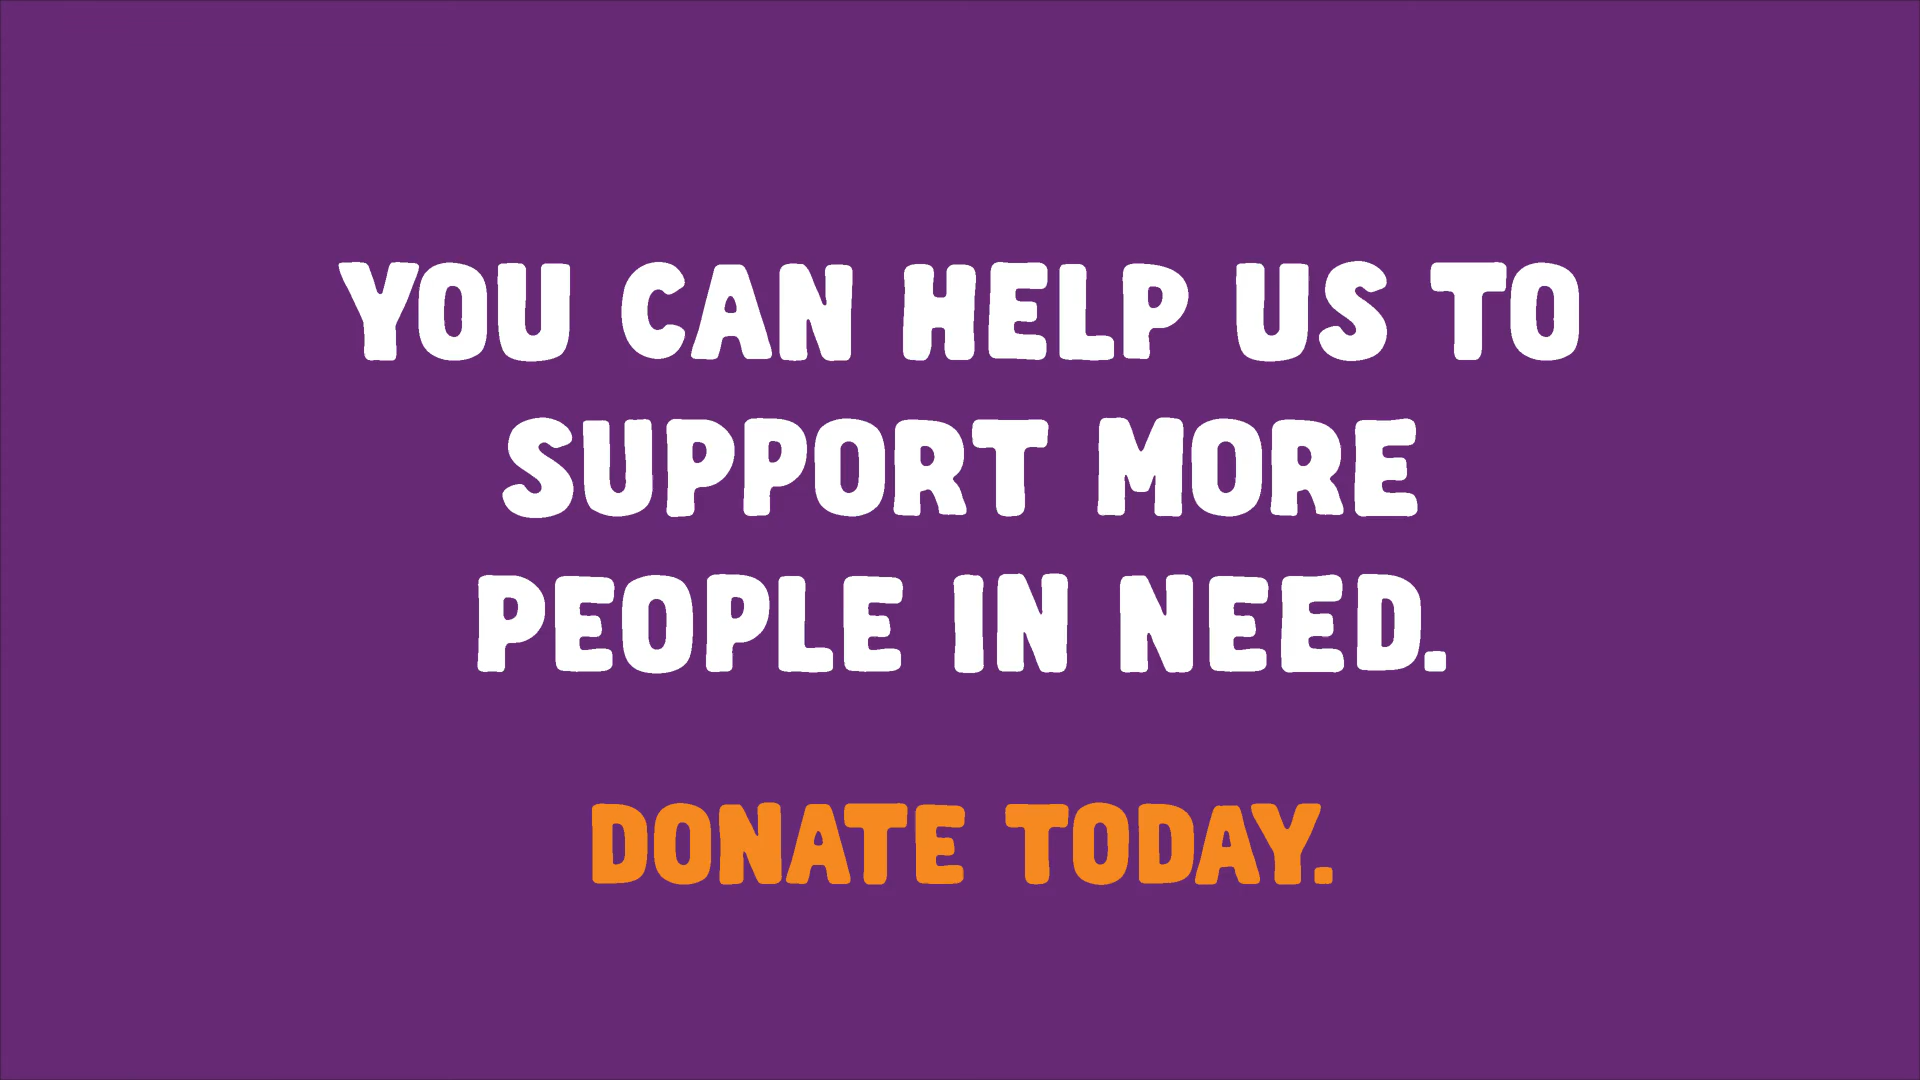 YOU CAN HELP US TO
SUPPORT MORE
PEOPLE IN NEED.
DONATE TODAY.